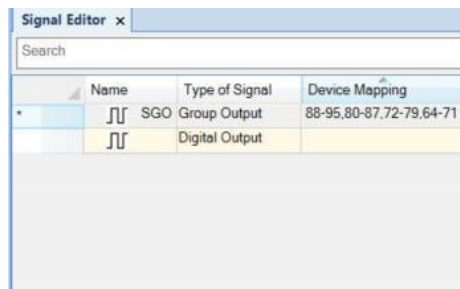 Signal Editor x
Search
Name Type of Signal Device Mapping
* SGO Group Output 88-95,80-87,72-79,64-71
Digital Output